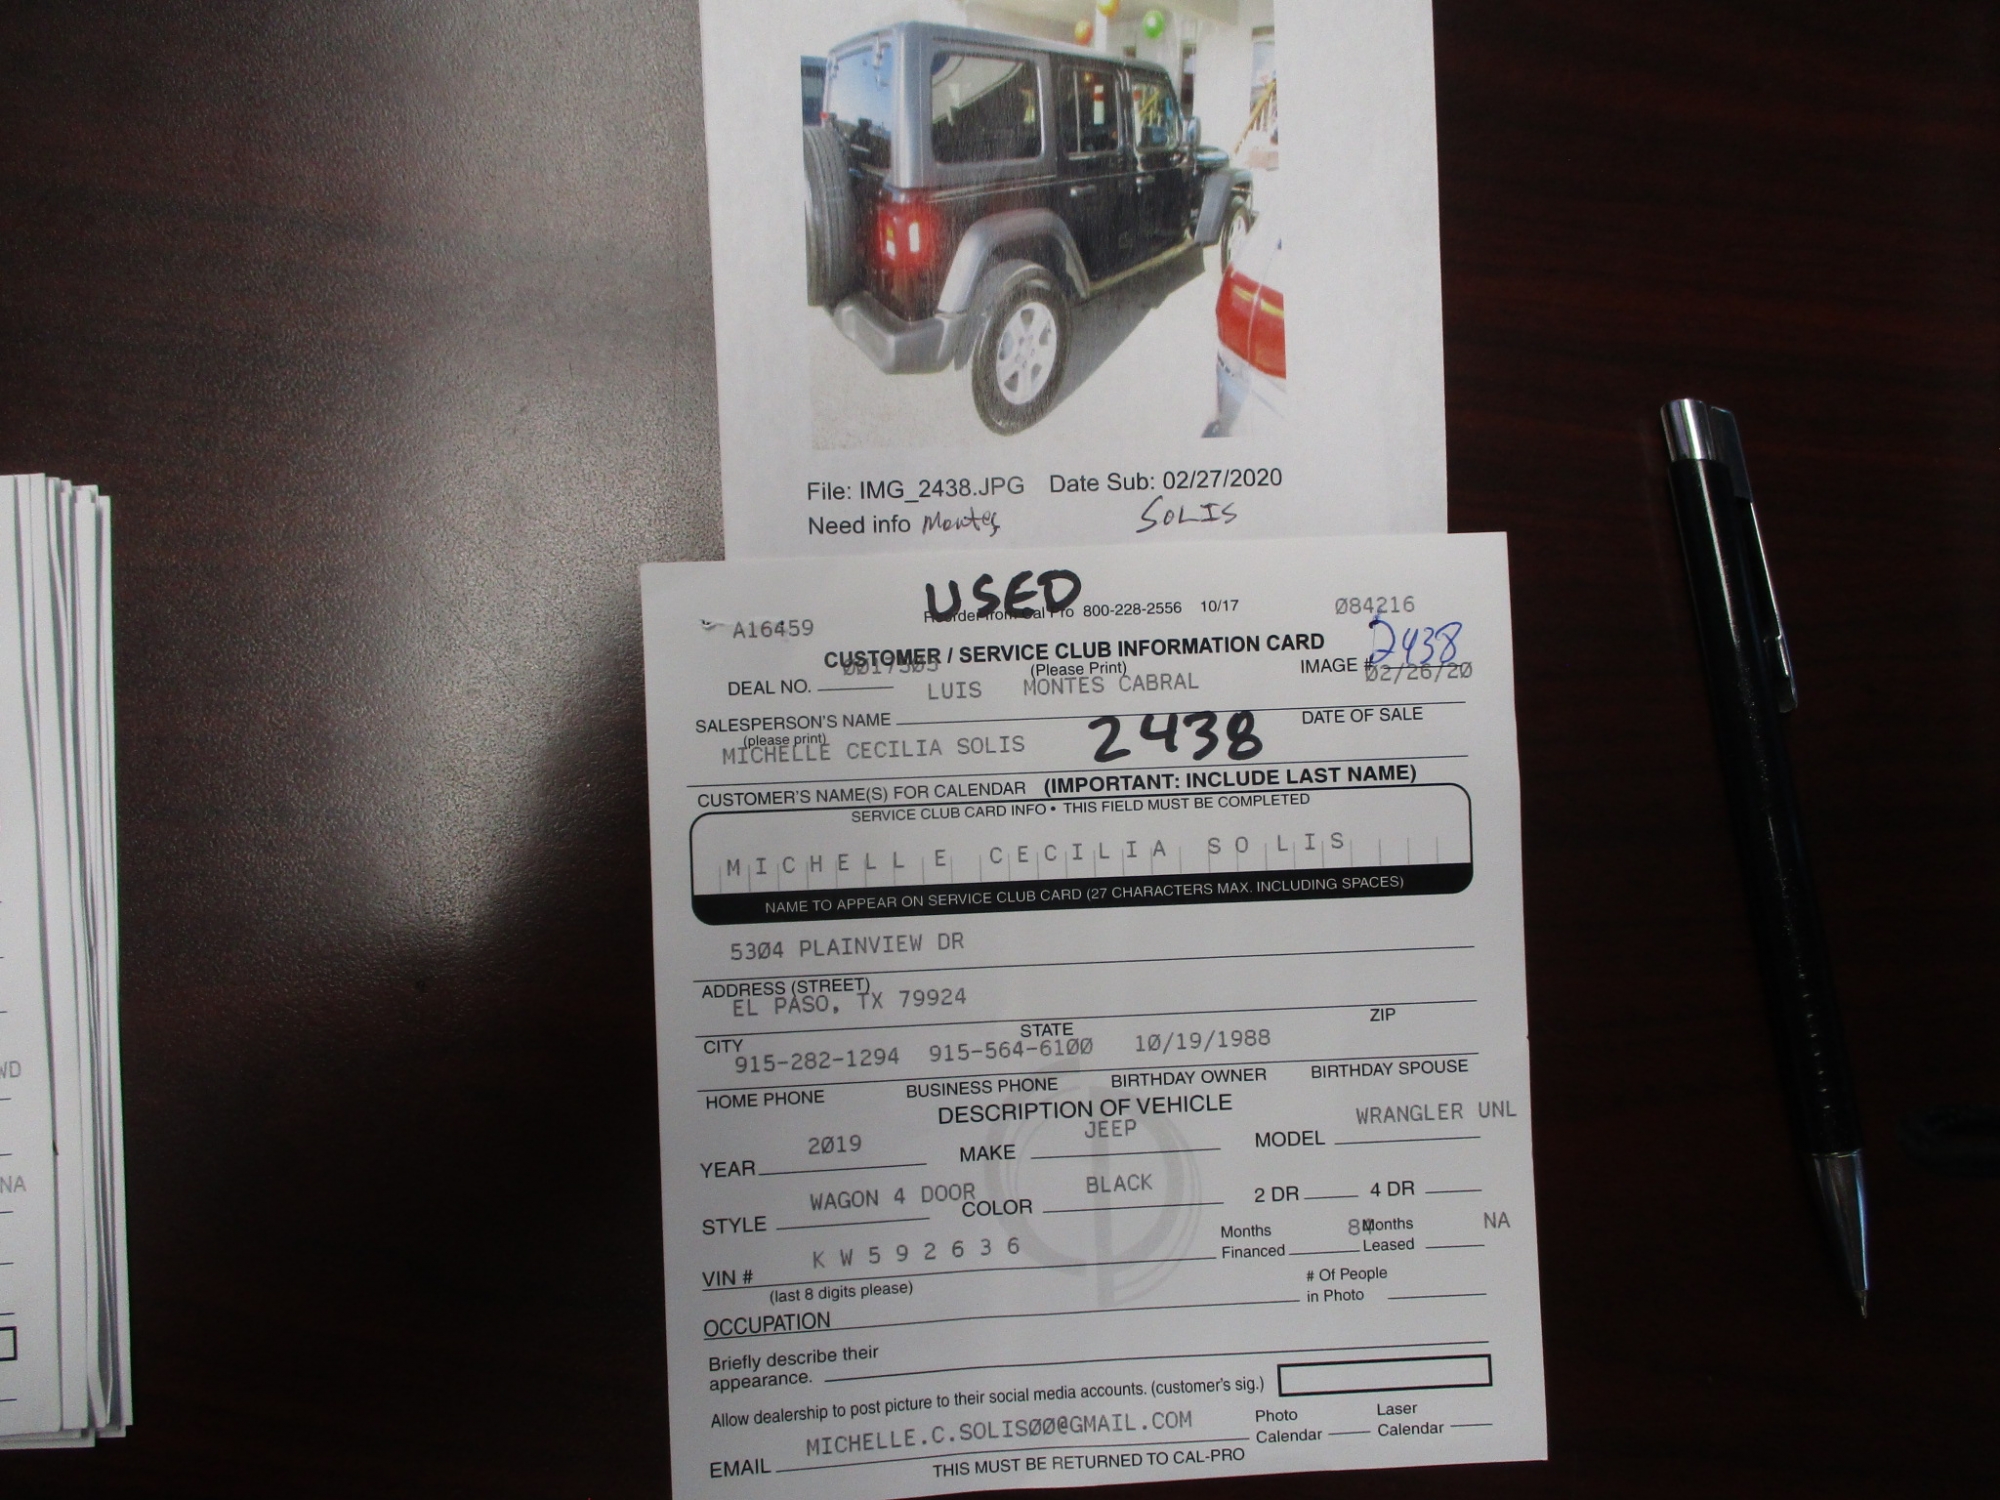 File: IMG_2438.JPG Date Sub: 02/27/2020
Need info Montes SOLIS
USED
Reorder from Cal Pro 800-228-2556 10/17
A16459
084216
CUSTOMER / SERVICE CLUB INFORMATION CARD
(Please Print)
IMAGE # 2438
DEAL NO. 0017505
LUIS MONTES CABRAL
02/26/20
SALESPERSON'S NAME
(please print)
DATE OF SALE
MICHELLE CECILIA SOLIS
2438
CUSTOMER'S NAME(S) FOR CALENDAR (IMPORTANT: INCLUDE LAST NAME)
SERVICE CLUB CARD INFO • THIS FIELD MUST BE COMPLETED
MICHELLE CECILIA SOLIS
NAME TO APPEAR ON SERVICE CLUB CARD (27 CHARACTERS MAX. INCLUDING SPACES)
5304 PLAINVIEW DR
ADDRESS (STREET)
EL PASO, TX 79924
CITY STATE ZIP
915-282-1294 915-564-6100 10/19/1988
HOME PHONE BUSINESS PHONE BIRTHDAY OWNER BIRTHDAY SPOUSE
DESCRIPTION OF VEHICLE
YEAR 2019 MAKE JEEP MODEL WRANGLER UNL
STYLE WAGON 4 DOOR COLOR BLACK 2 DR 4 DR
VIN # KW592636
(last 8 digits please)
Months Financed 84 Months Leased NA
OCCUPATION
# Of People in Photo
Briefly describe their
appearance.
Allow dealership to post picture to their social media accounts. (customer's sig.)
EMAIL MICHELLE.C.SOLIS00@GMAIL.COM
Photo Calendar Laser Calendar
THIS MUST BE RETURNED TO CAL-PRO
WD
NA